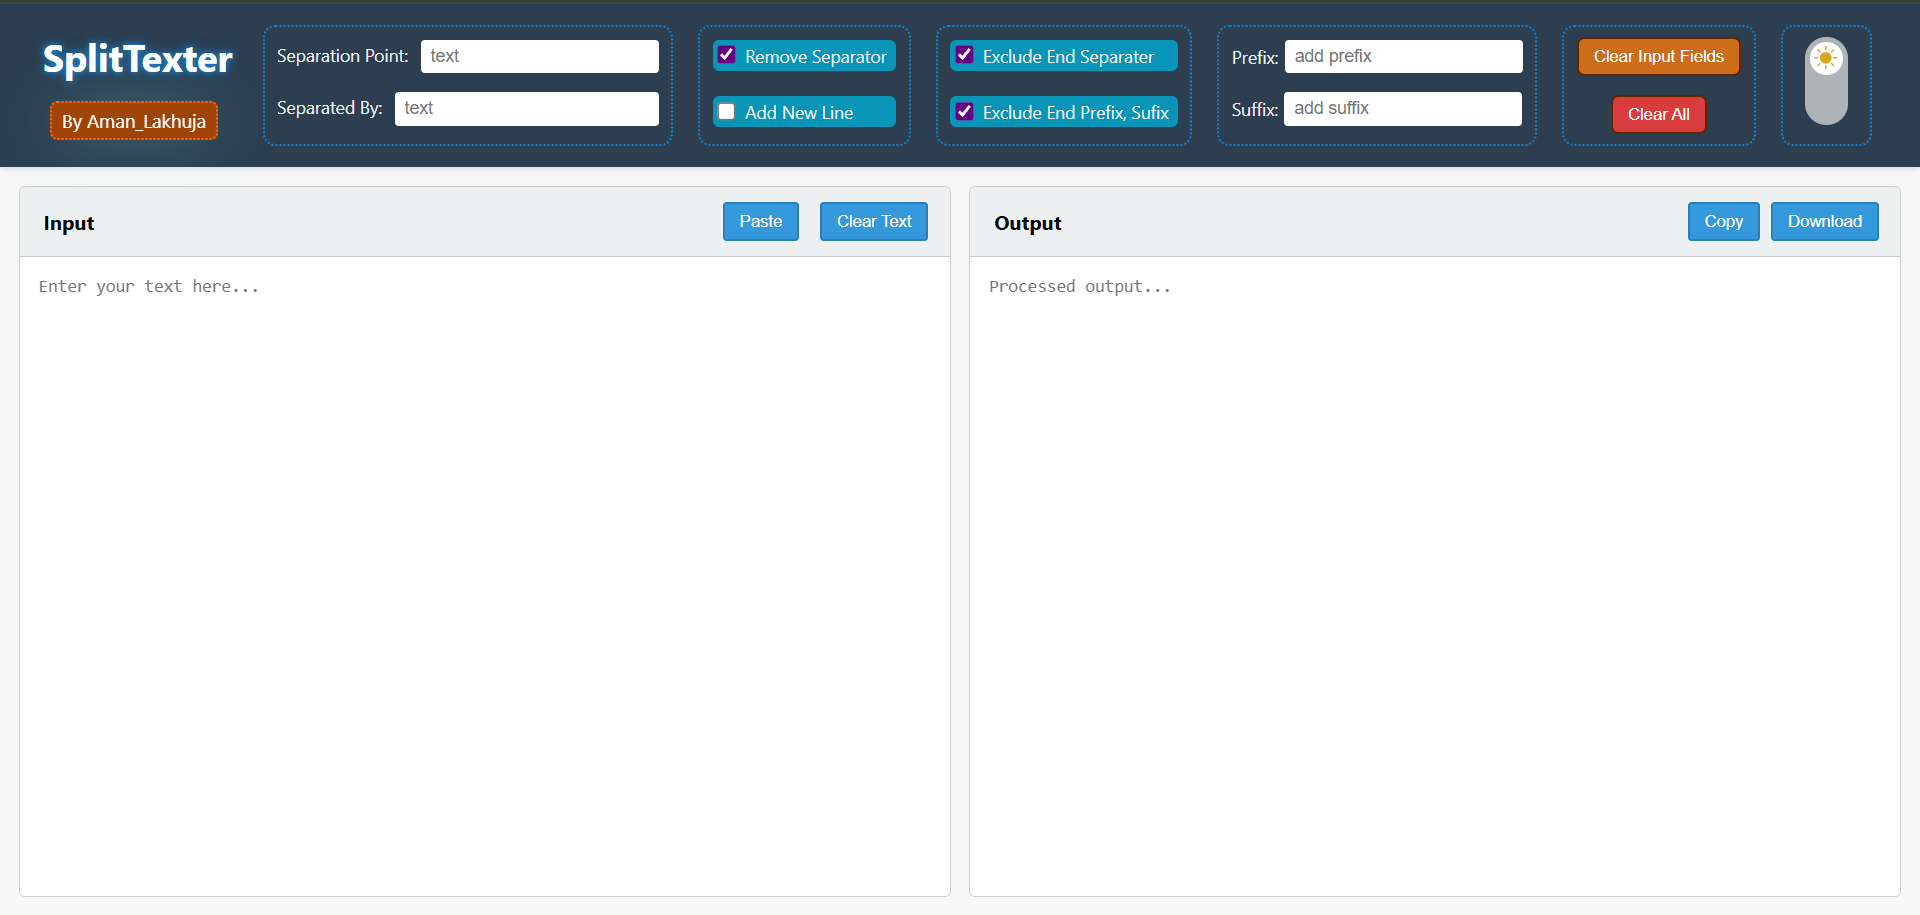 SplitTexter
By Aman_Lakhuja
Separation Point: text
Separated By: text
Remove Separator
Add New Line
Exclude End Separater
Exclude End Prefix, Sufix
Prefix: add prefix
Suffix: add suffix
Clear Input Fields
Clear All
Input
Paste
Clear Text
Enter your text here...
Output
Copy
Download
Processed output...